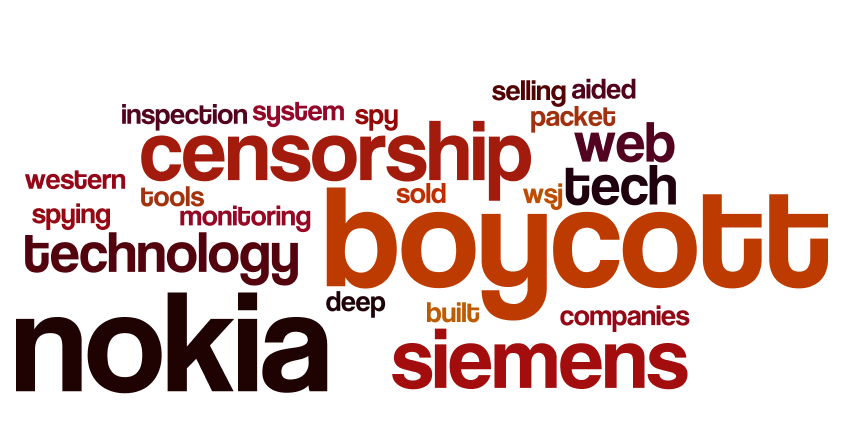 selling aided
inspection system spy packet
censorship web
western tools sold wsj tech
spying monitoring boycott
technology
deep built companies
nokia siemens